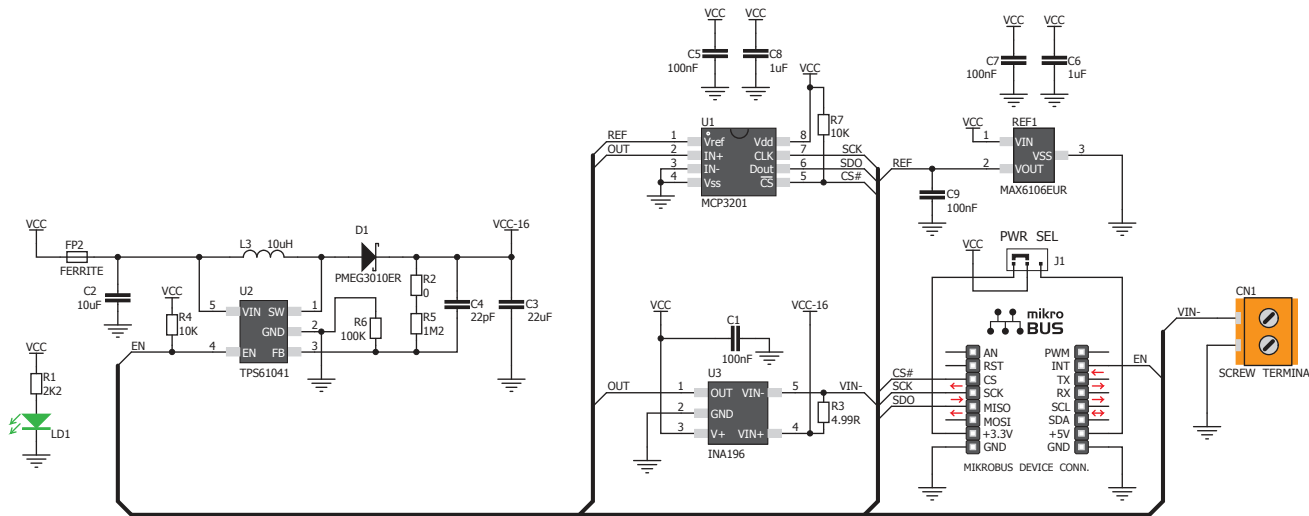 VCC
VCC
VCC
VCC
C5
100nF
C8
1uF
C7
100nF
C6
1uF
VCC
U1
R7
10K
REF
1
Vref
Vdd
8
OUT
2
IN+
CLK
7
SCK
3
IN-
Dout
6
SDO
4
Vss
CS
5
CS#
MCP3201
VCC
REF1
1
VIN
VSS
3
REF
2
VOUT
MAX6106EUR
C9
100nF
VCC
FP2
FERRITE
L3
10uH
D1
PMEG3010ER
VCC-16
C2
10uF
VCC
R4
10K
U2
5
VIN
SW
1
GND
2
EN
4
EN
FB
3
TPS61041
R6
100K
R2
0
R5
1M2
C4
22pF
C3
22uF
VCC
R1
2K2
LD1
VCC
VCC-16
C1
100nF
U3
OUT
1
OUT
VIN-
5
VIN-
2
GND
3
V+
VIN+
4
INA196
R3
4.99R
PWR SEL
VCC
J1
mikro
BUS
AN
PWM
RST
INT
EN
CS#
CS
TX
SCK
SCK
RX
SDO
MISO
SCL
MOSI
SDA
+3.3V
+5V
GND
GND
MIKROBUS DEVICE CONN.
CN1
VIN-
SCREW TERMINA